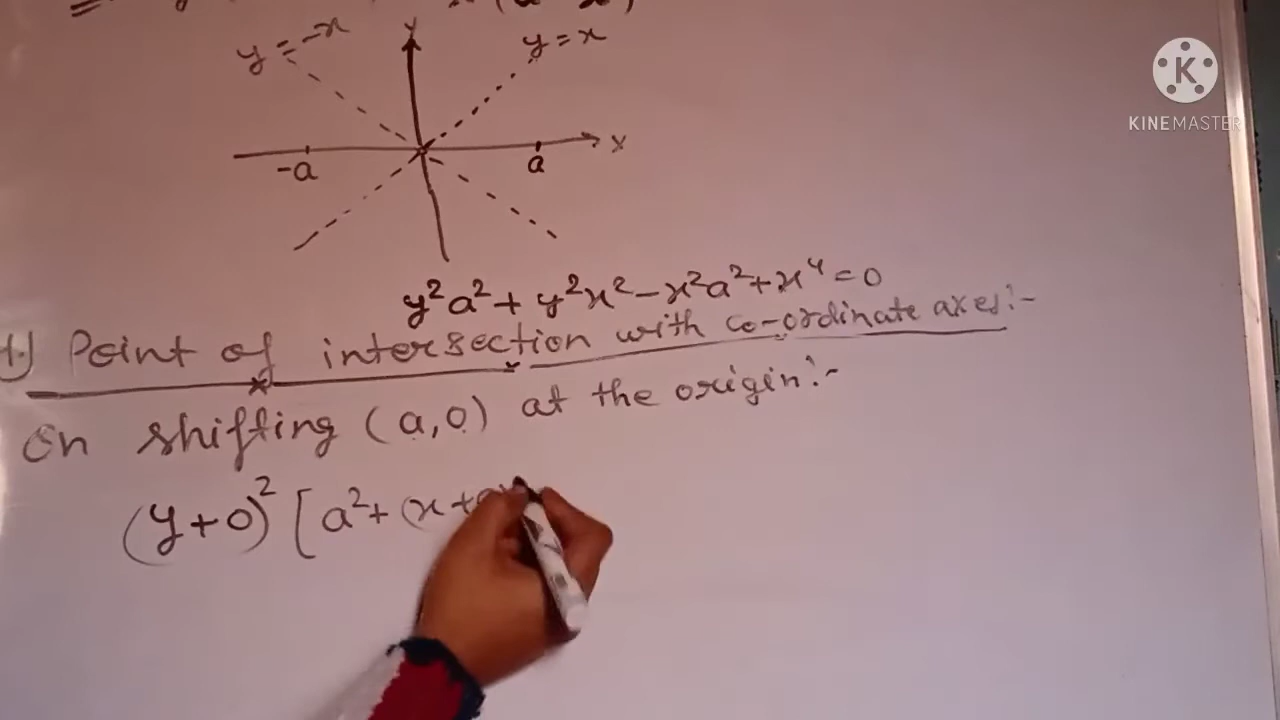 y = -x
y
y = x
x
-a
a
KINEMASTER
y²a² + y²x² - x²a² + x⁴ = 0
Point of intersection with co-ordinate axes:-
On shifting (a,0) at the origin:-
(y+0)² [a² + (x+